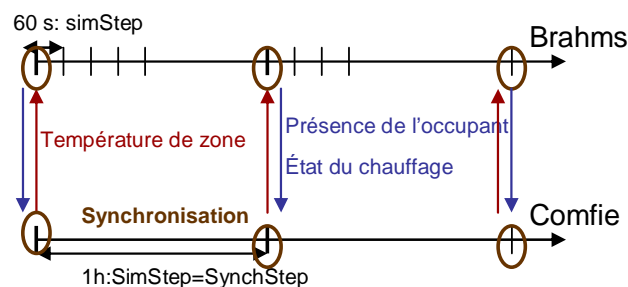 60 s: simStep
Brahms
Température de zone
Présence de l'occupant
État du chauffage
Synchronisation
Comfie
1h:SimStep=SynchStep